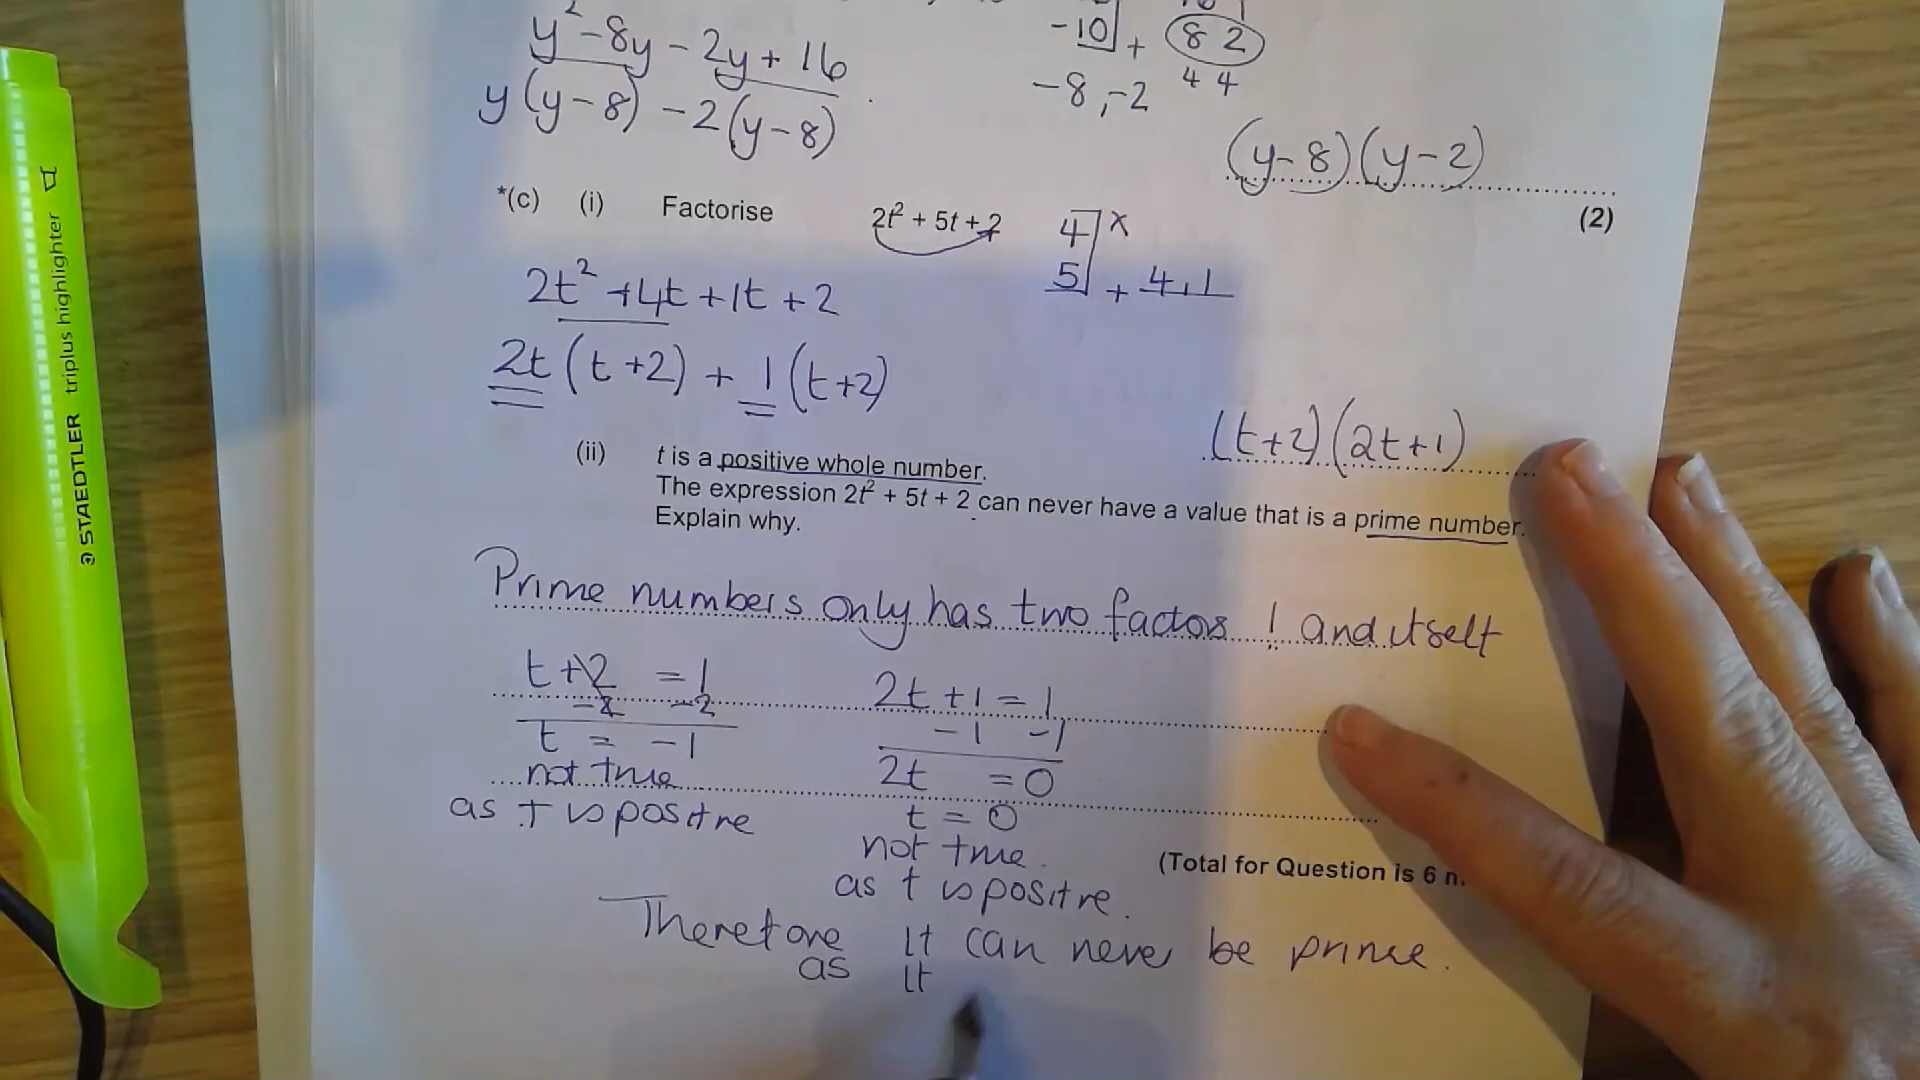 y² - 8y - 2y + 16
-10 + 8 2
-8, -2 4 4
y(y-8) - 2(y-8)
(y-8)(y-2)
(2)
*(c) (i) Factorise 2t² + 5t + 2
4 x
5 + 4, 1
2t² + 4t + 1t + 2
2t(t+2) + 1(t+2)
(t+2)(2t+1)
(ii) t is a positive whole number.
The expression 2t² + 5t + 2 can never have a value that is a prime number.
Explain why.
Prime numbers only has two factors 1 and itself
t+2 = 1
-2 -2
t = -1
not true
as t is positive
2t + 1 = 1
-1 -1
2t = 0
t = 0
not true.
as t is positive.
(Total for Question is 6 m
Therefore it can never be prime.
as it
STAEDTLER triplus highlighter